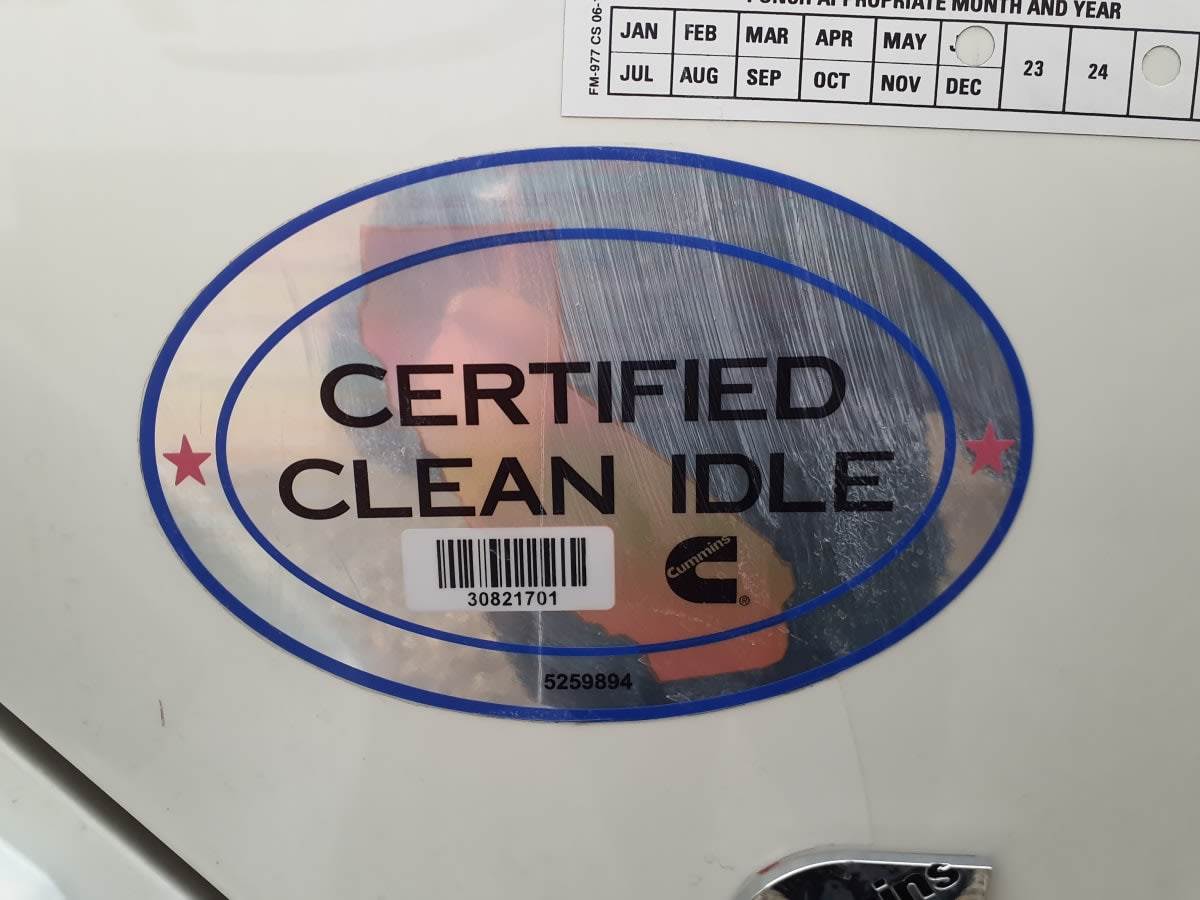 APPROPRIATE MONTH AND YEAR
FM-977 CS 06-
JAN FEB MAR APR MAY
JUL AUG SEP OCT NOV DEC
23 24
CERTIFIED
CLEAN IDLE
30821701
Cummins
®
5259894
ins